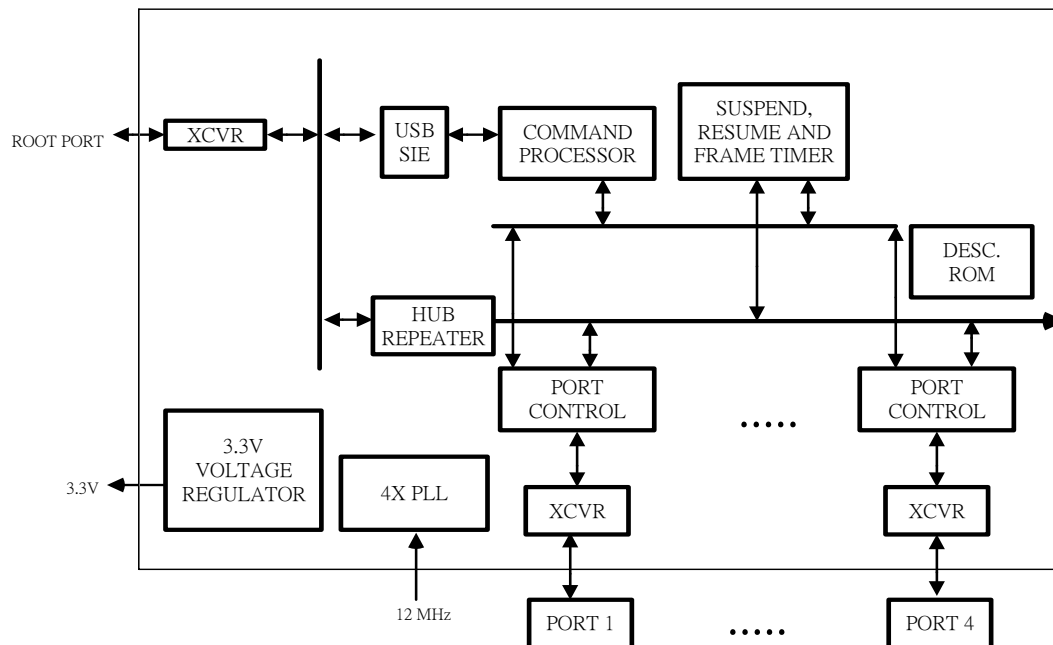 ROOT PORT
XCVR
USB
SIE
COMMAND
PROCESSOR
SUSPEND,
RESUME AND
FRAME TIMER
DESC.
ROM
HUB
REPEATER
PORT
CONTROL
.....
PORT
CONTROL
3.3V
3.3V
VOLTAGE
REGULATOR
4X PLL
XCVR
XCVR
12 MHz
PORT 1
.....
PORT 4